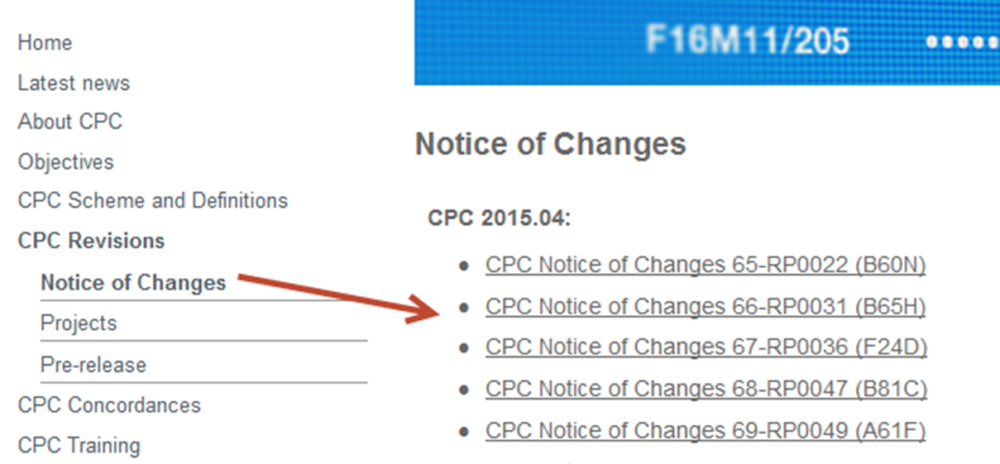 Home
Latest news
About CPC
Objectives
CPC Scheme and Definitions
CPC Revisions
Notice of Changes
Projects
Pre-release
CPC Concordances
CPC Training
F16M11/205
Notice of Changes
CPC 2015.04:
• CPC Notice of Changes 65-RP0022 (B60N)
• CPC Notice of Changes 66-RP0031 (B65H)
• CPC Notice of Changes 67-RP0036 (F24D)
• CPC Notice of Changes 68-RP0047 (B81C)
• CPC Notice of Changes 69-RP0049 (A61F)